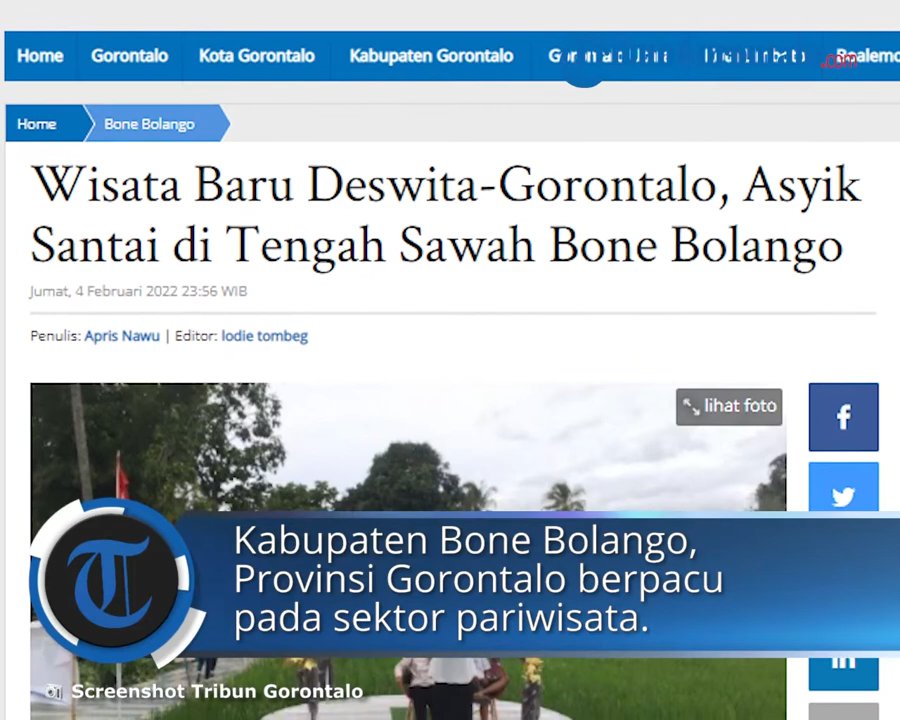 Home Gorontalo Kota Gorontalo Kabupaten Gorontalo
.com
Home Bone Bolango
Wisata Baru Deswita-Gorontalo, Asyik
Santai di Tengah Sawah Bone Bolango
Jumat, 4 Februari 2022 23:56 WIB
Penulis: Apris Nawu | Editor: lodie tombeg
lihat foto
f
Kabupaten Bone Bolango,
Provinsi Gorontalo berpacu
pada sektor pariwisata.
T
in
Screenshot Tribun Gorontalo